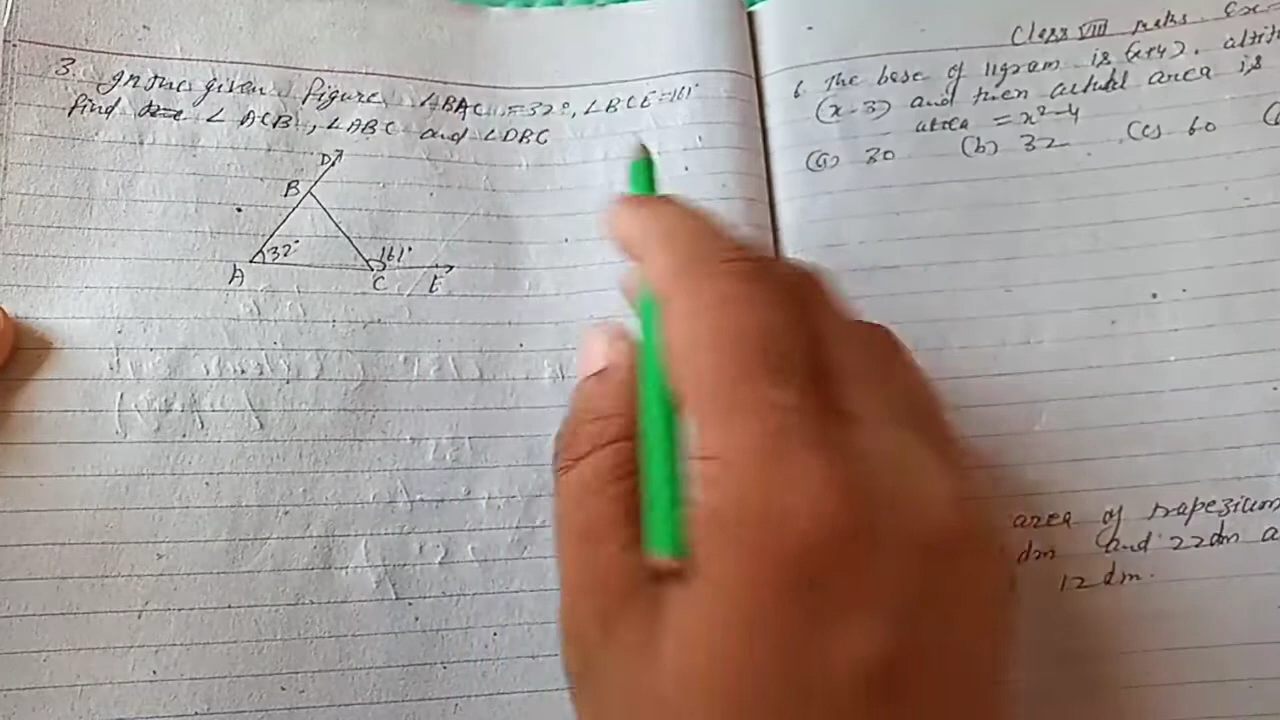 3. In the given figure ∠BAC = 32°, ∠BCE = 161°
find ∠ACB, ∠ABC and ∠DBC
D
B
32°
161°
A
C
E
Class VIII Ex-
6. The base of llgram is (x+4). altit
(x-3) and then actual area is
area = x²-4
(a) 30 (b) 32 (c) 60
area of trapezium
dm and 22dm a
12 dm.